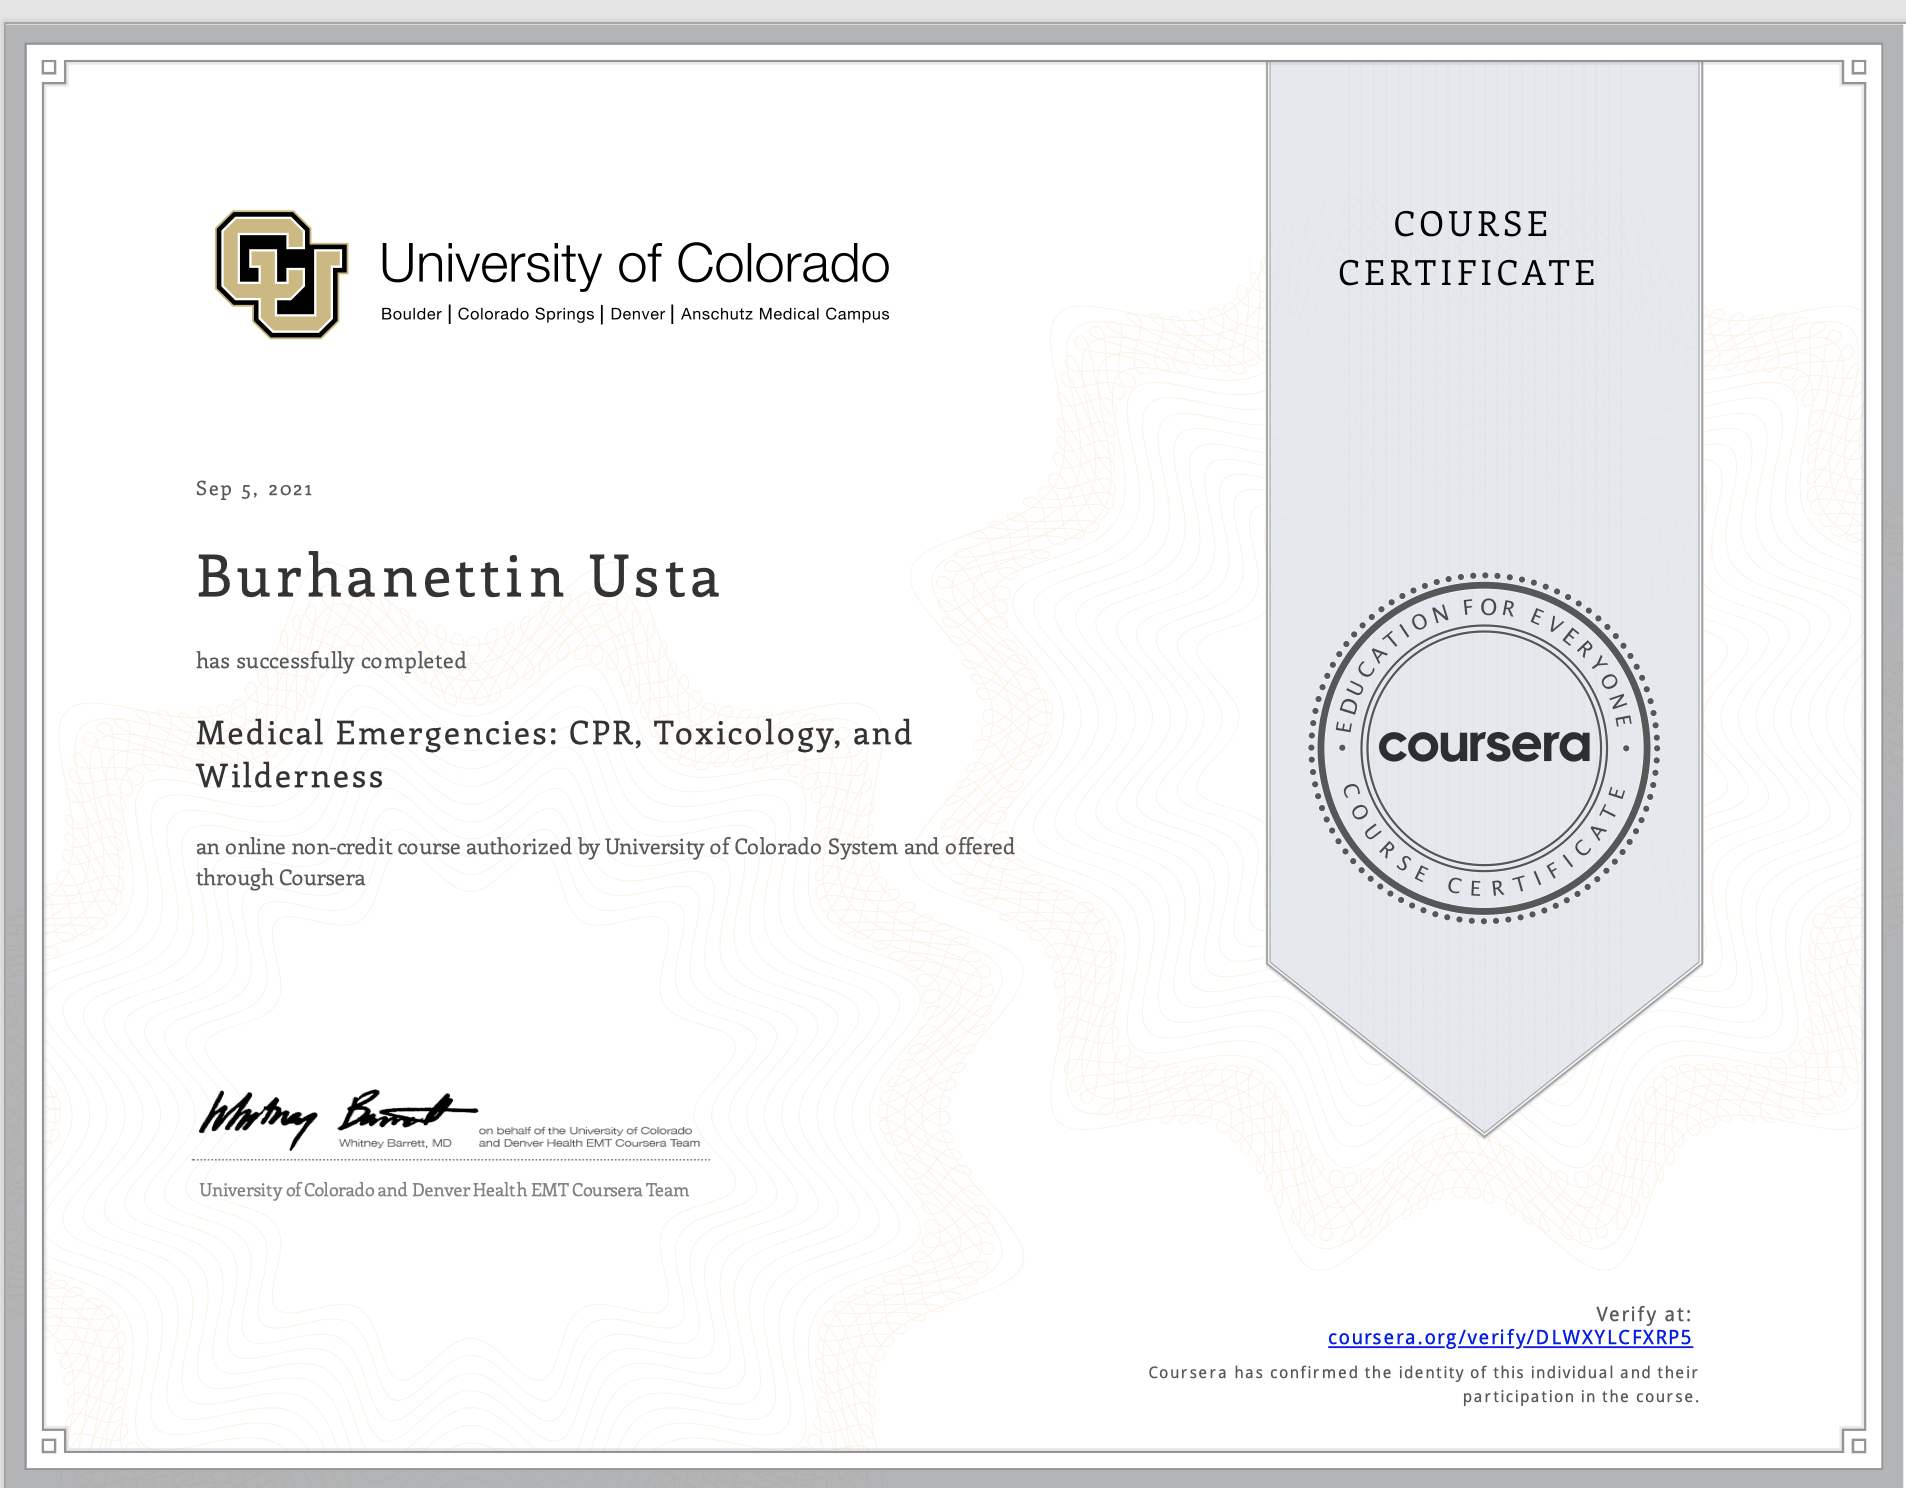 University of Colorado
Boulder | Colorado Springs | Denver | Anschutz Medical Campus
COURSE
CERTIFICATE
Sep 5, 2021
Burhanettin Usta
has successfully completed
Medical Emergencies: CPR, Toxicology, and
Wilderness
an online non-credit course authorized by University of Colorado System and offered
through Coursera
EDUCATION FOR EVERYONE
coursera
COURSE CERTIFICATE
Whitney Barrett
on behalf of the University of Colorado
Whitney Barrett, MD and Denver Health EMT Coursera Team
University of Colorado and Denver Health EMT Coursera Team
Verify at:
coursera.org/verify/DLWXYLCFXRP5
Coursera has confirmed the identity of this individual and their
participation in the course.